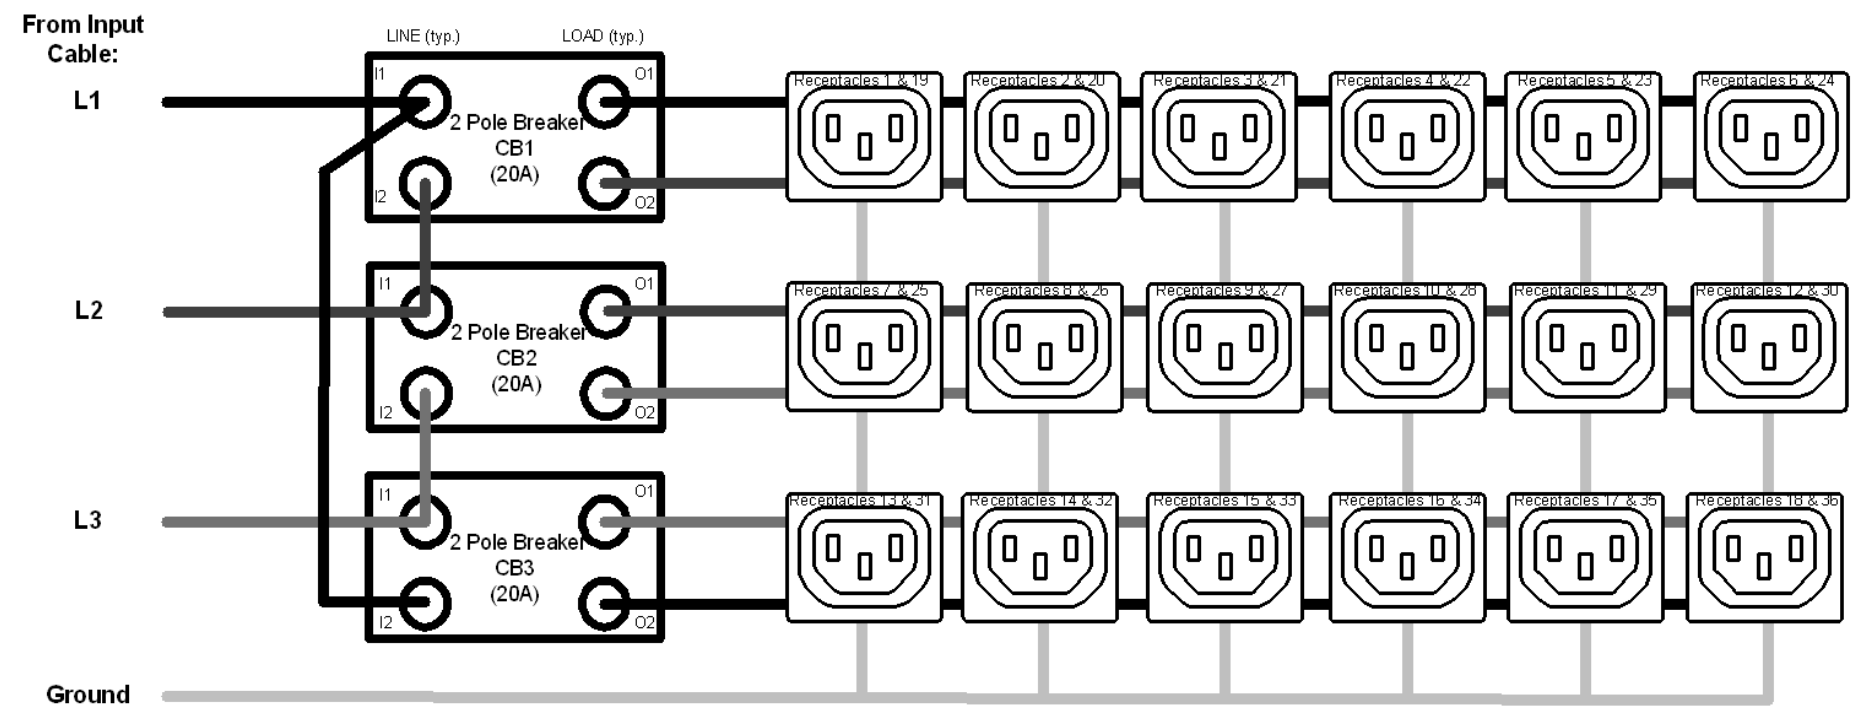 From Input
Cable:
LINE (typ.)
LOAD (typ.)
L1
I1
O1
2 Pole Breaker
CB1
(20A)
I2
O2
Receptacles 1 & 19
Receptacles 2 & 20
Receptacles 3 & 21
Receptacles 4 & 22
Receptacles 5 & 23
Receptacles 6 & 24
L2
I1
O1
2 Pole Breaker
CB2
(20A)
I2
O2
Receptacles 7 & 25
Receptacles 8 & 26
Receptacles 9 & 27
Receptacles 10 & 28
Receptacles 11 & 29
Receptacles 12 & 30
L3
I1
O1
2 Pole Breaker
CB3
(20A)
I2
O2
Receptacles 13 & 31
Receptacles 14 & 32
Receptacles 15 & 33
Receptacles 16 & 34
Receptacles 17 & 35
Receptacles 18 & 36
Ground